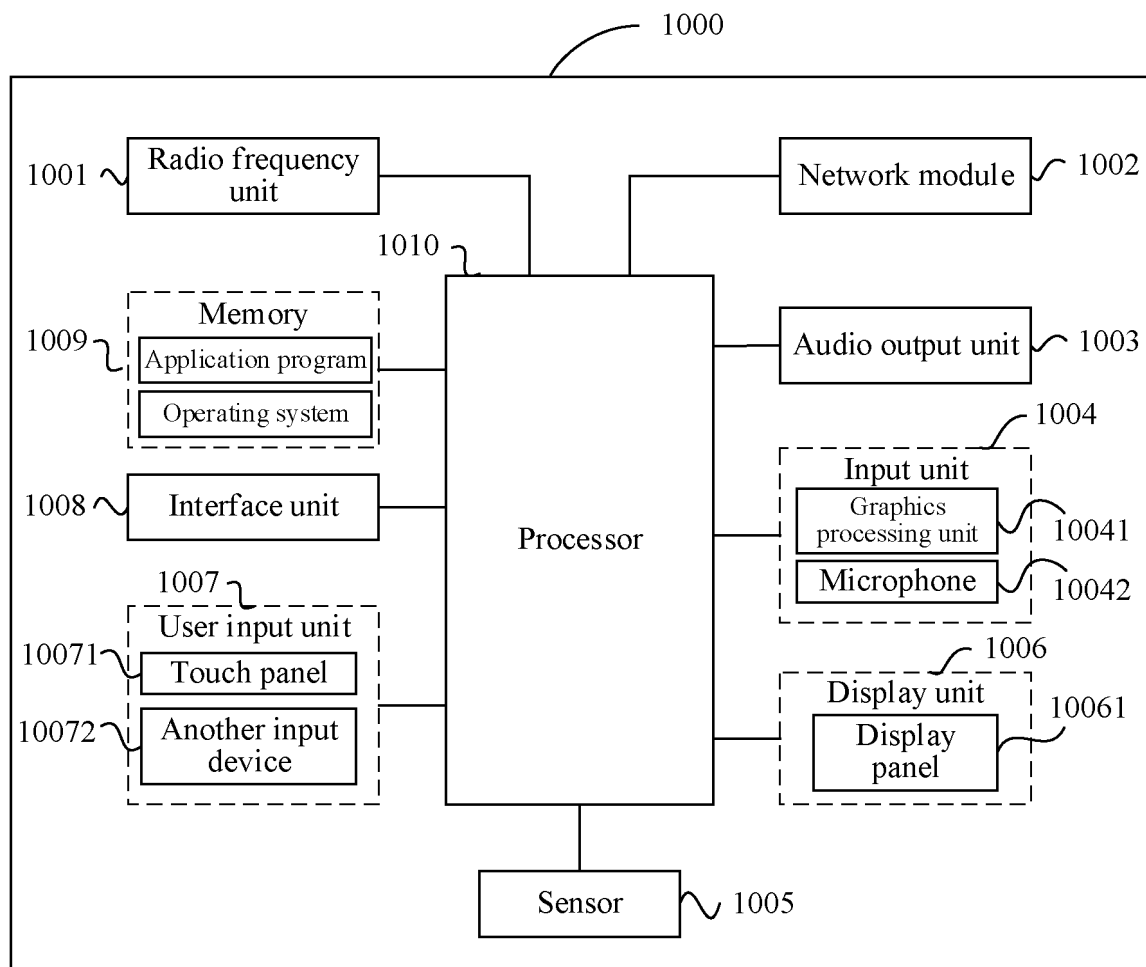 1000
1001
Radio frequency
unit
Network module
1002
1010
1009
Memory
Application program
Operating system
Audio output unit
1003
1004
1008
Interface unit
Processor
Input unit
Graphics
processing unit
10041
Microphone
10042
1007
User input unit
10071
Touch panel
10072
Another input
device
1006
Display unit
10061
Display
panel
Sensor
1005